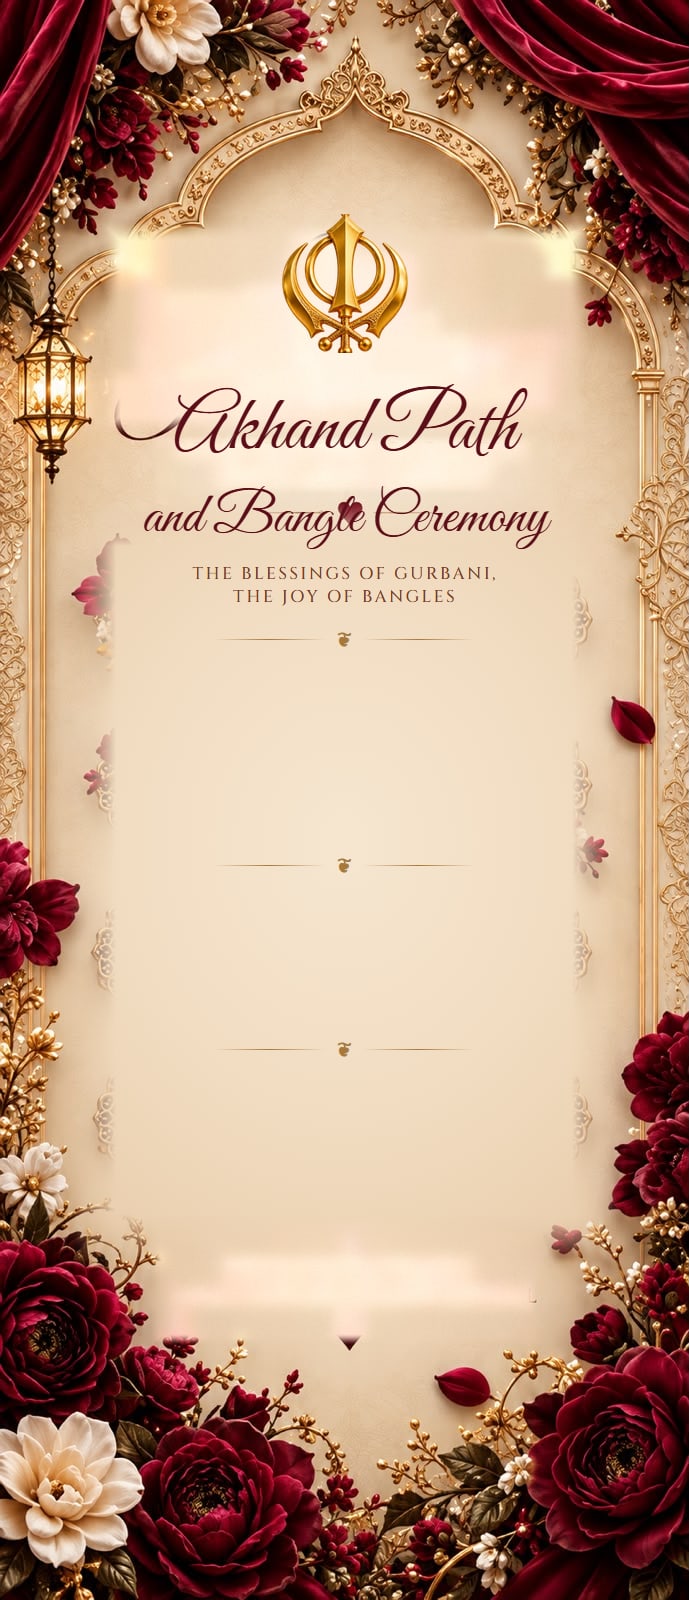 Akhand Path
and Bangle Ceremony
THE BLESSINGS OF GURBANI,
THE JOY OF BANGLES